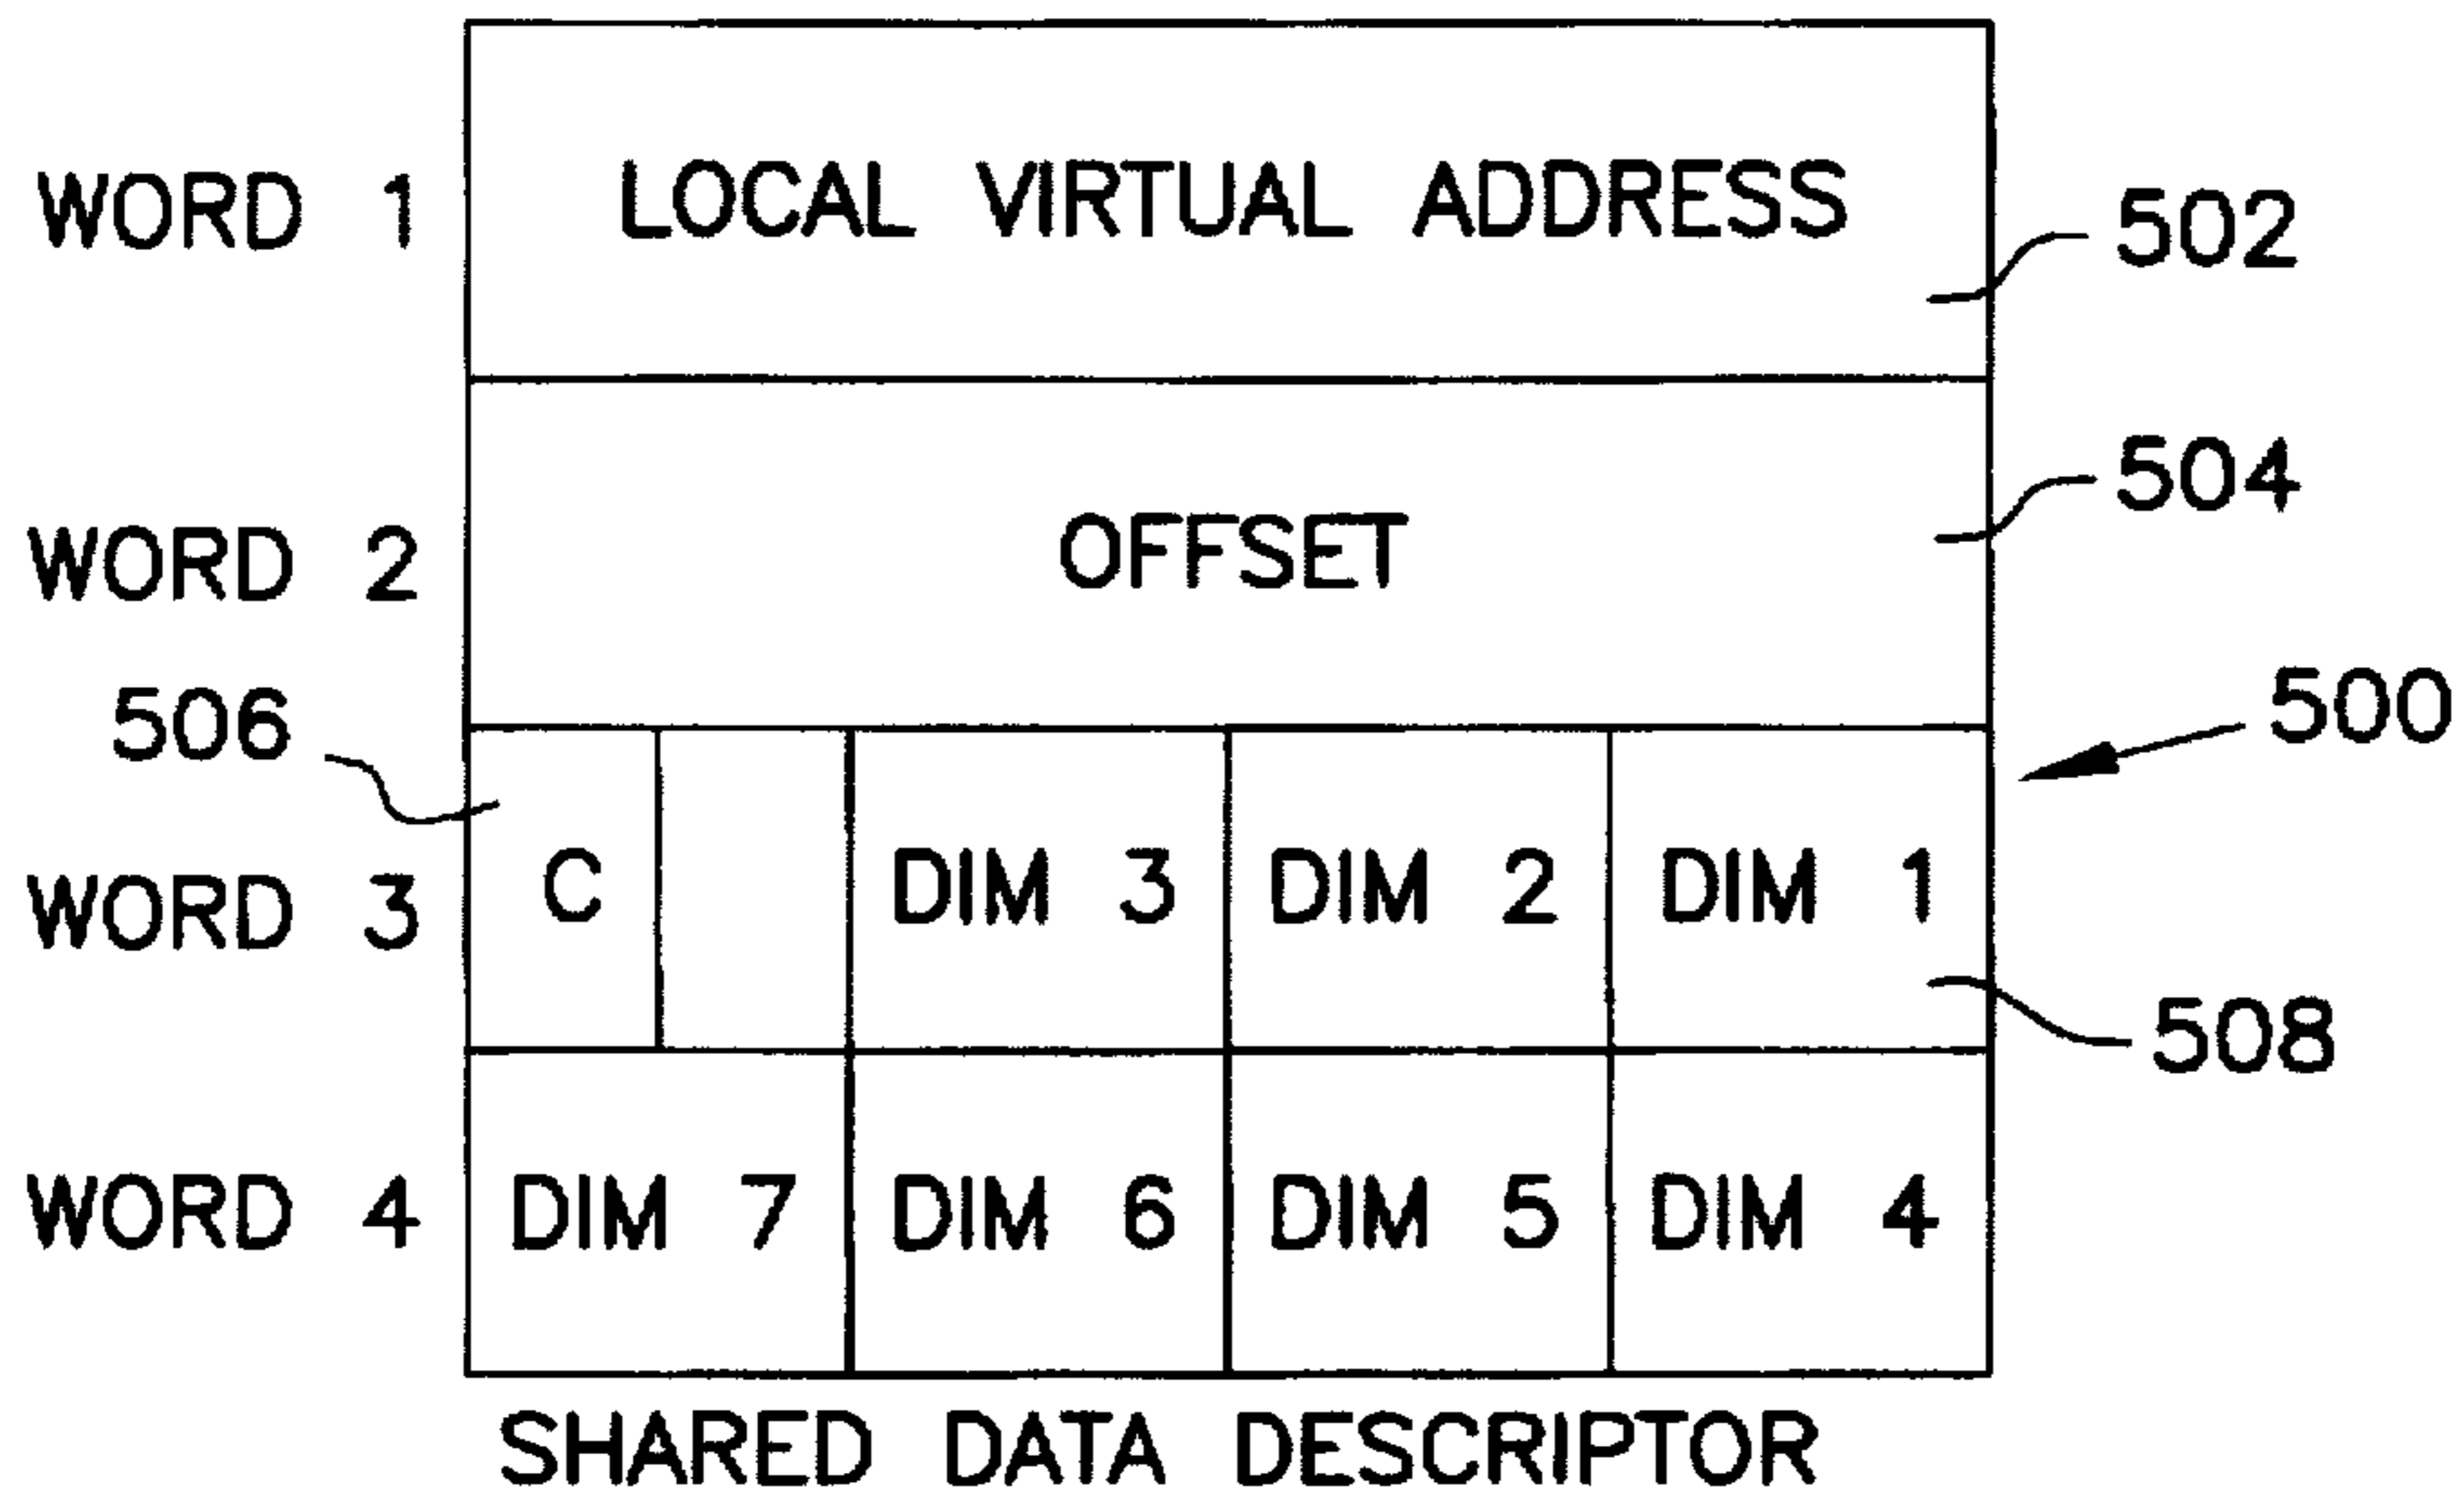 WORD 1 LOCAL VIRTUAL ADDRESS 502
WORD 2 OFFSET 504
506 500
WORD 3 C DIM 3 DIM 2 DIM 1
508
WORD 4 DIM 7 DIM 6 DIM 5 DIM 4
SHARED DATA DESCRIPTOR